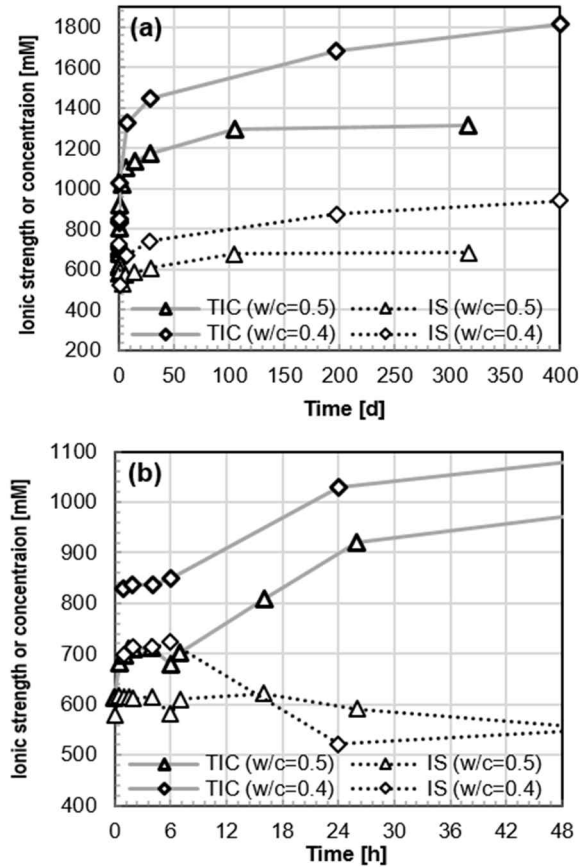 (a)
Ionic strength or concentraion [mM]
1800
1600
1400
1200
1000
800
600
400
200
TIC (w/c=0.5) IS (w/c=0.5)
TIC (w/c=0.4) IS (w/c=0.4)
0 50 100 150 200 250 300 350 400
Time [d]
(b)
Ionic strength or concentraion [mM]
1100
1000
900
800
700
600
500
400
TIC (w/c=0.5) IS (w/c=0.5)
TIC (w/c=0.4) IS (w/c=0.4)
0 6 12 18 24 30 36 42 48
Time [h]